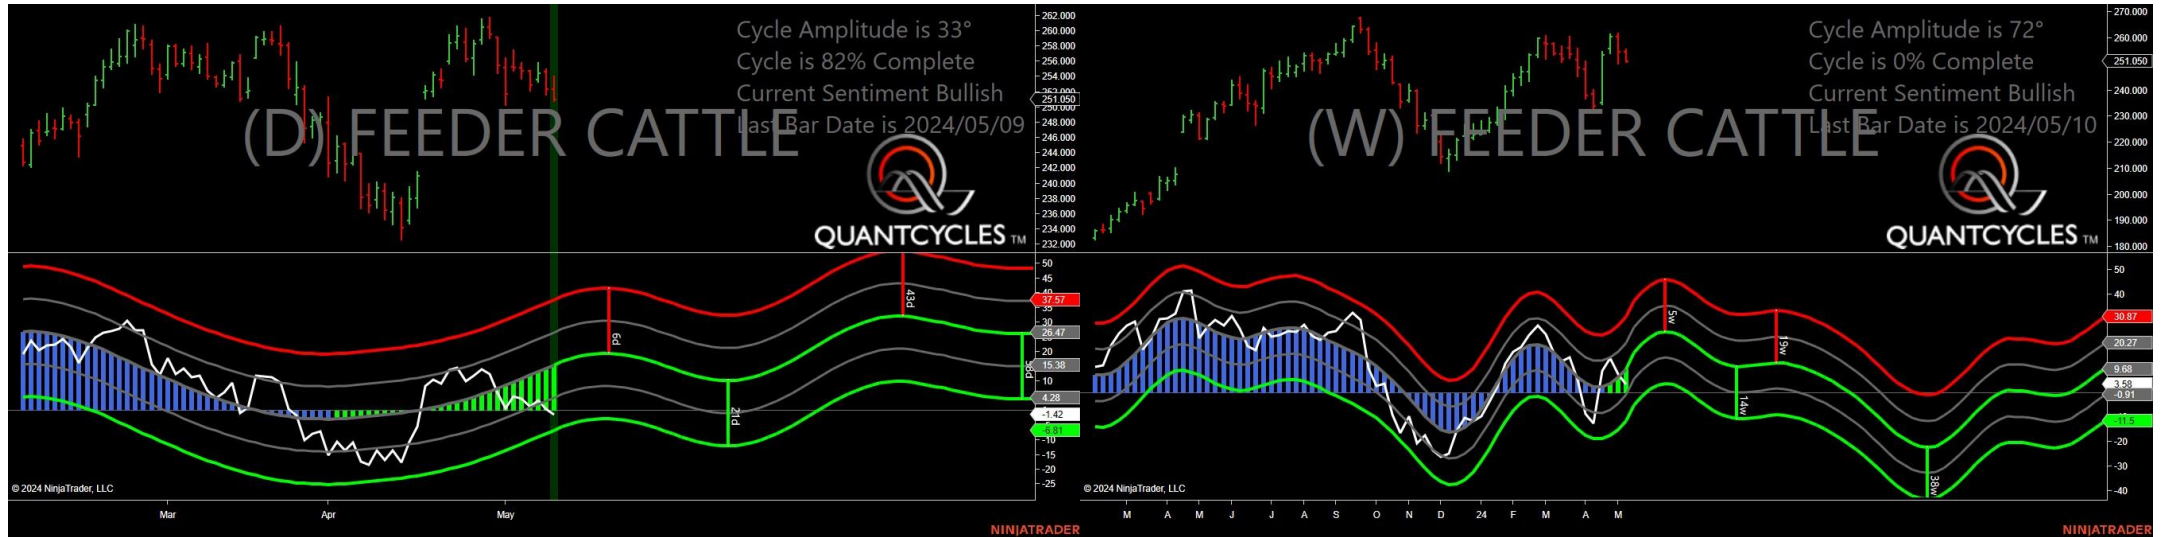 Cycle Amplitude is 33°
Cycle is 82% Complete
Current Sentiment Bullish
Last Bar Date is 2024/05/09
(D) FEEDER CATTLE
QUANTCYCLES TM
262.000
260.000
258.000
256.000
254.000
251.050
250.000
248.000
246.000
244.000
242.000
240.000
238.000
236.000
234.000
232.000
50
45
37.57
35
30
26.47
20
15.38
10
4.28
-1.42
-6.81
-10
-15
-20
-25
43d
21d
© 2024 NinjaTrader, LLC
Mar
Apr
May
NINJATRADER
Cycle Amplitude is 72°
Cycle is 0% Complete
Current Sentiment Bullish
Last Bar Date is 2024/05/10
(W) FEEDER CATTLE
QUANTCYCLES TM
270.000
260.000
251.050
240.000
230.000
220.000
210.000
200.000
190.000
180.000
50
40
30.87
20.27
9.68
3.58
-0.91
-11.5
-20
-30
-40
5w
19w
14w
38w
© 2024 NinjaTrader, LLC
M A M J J A S O N D 24 F M A M
NINJATRADER